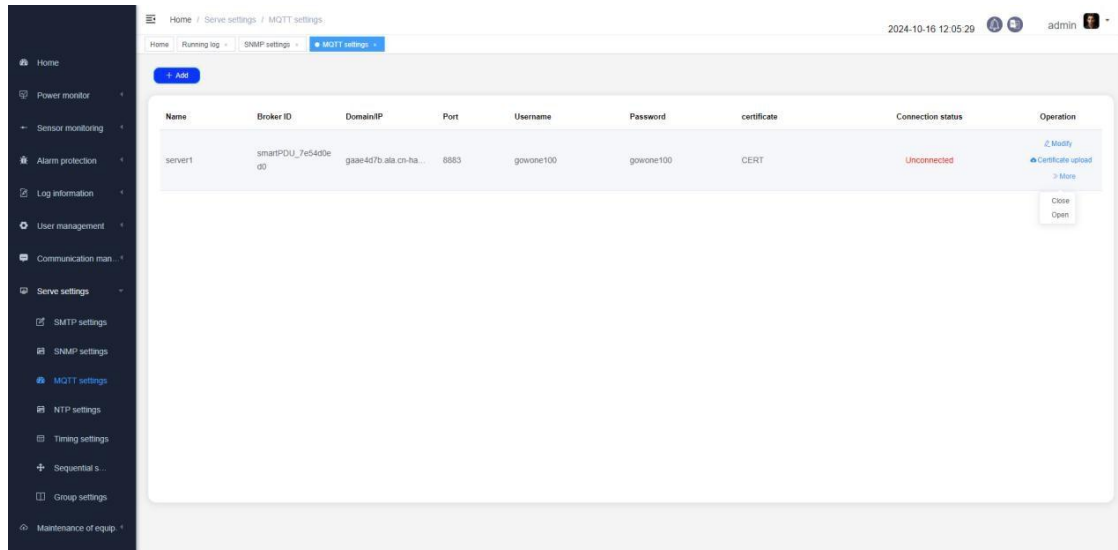 Home / Serve settings / MQTT settings
2024-10-16 12:05:29
admin
Home
Running log ×
SNMP settings ×
MQTT settings ×
Home
Power monitor
Sensor monitoring
Alarm protection
Log information
User management
Communication man...
Serve settings
SMTP settings
SNMP settings
MQTT settings
NTP settings
Timing settings
Sequential s...
Group settings
Maintenance of equip.
+ Add
Name Broker ID Domain/IP Port Username Password certificate Connection status Operation
server1 smartPDU_7e54d0e gaae4d7b.ala.cn-ha... 8883 gowone100 gowone100 CERT Unconnected
d0
Modify
Certificate upload
> More
Close
Open